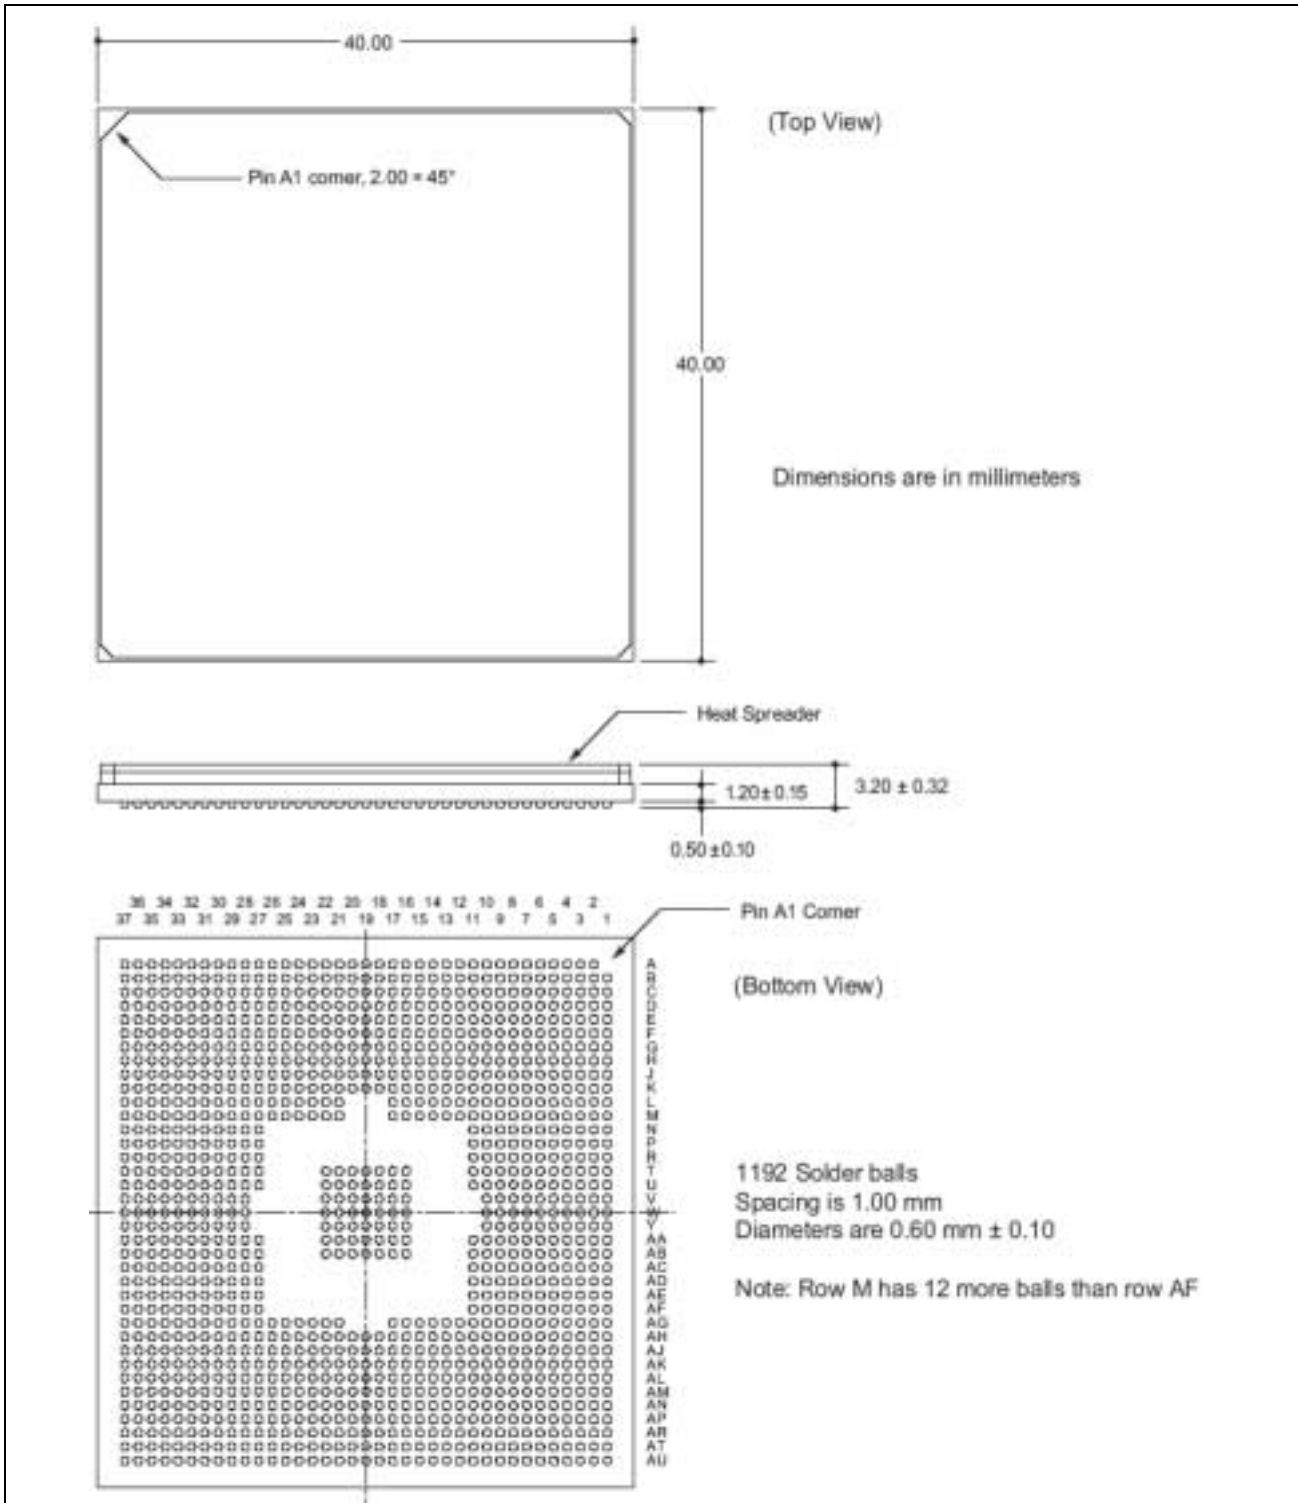 40.00
(Top View)
Pin A1 corner, 2.00 × 45°
40.00
Dimensions are in millimeters
Heat Spreader
1.20 ± 0.15
3.20 ± 0.32
0.50 ± 0.10
36 34 32 30 28 26 24 22 20 18 16 14 12 10 8 6 4 2
37 35 33 31 29 27 25 23 21 19 17 15 13 11 9 7 5 3 1
Pin A1 Corner
(Bottom View)
A
B
C
D
E
F
G
H
J
K
L
M
N
P
R
T
U
V
W
Y
AA
AB
AC
AD
AE
AF
AG
AH
AJ
AK
AL
AM
AN
AP
AR
AT
AU
1192 Solder balls
Spacing is 1.00 mm
Diameters are 0.60 mm ± 0.10
Note: Row M has 12 more balls than row AF